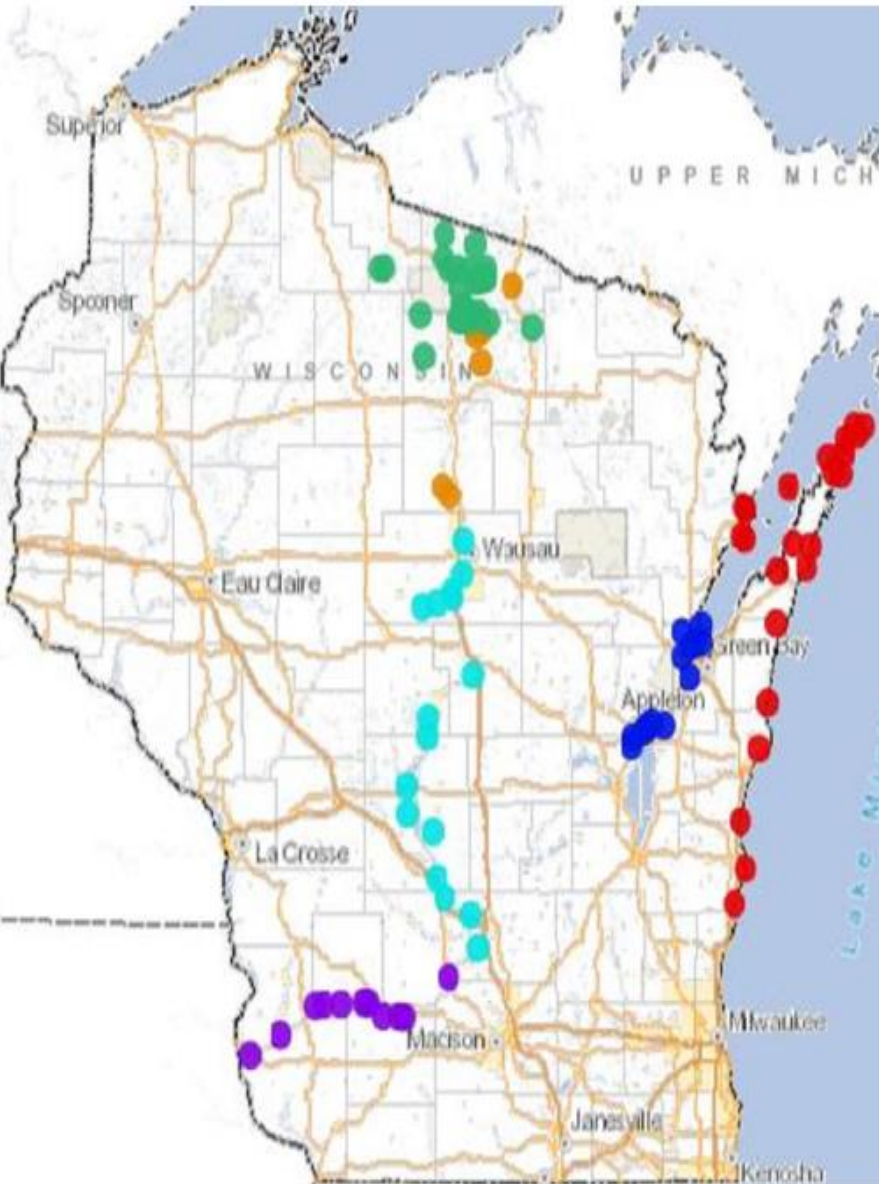 Superior
UPPER MICH
Spooner
WISCONSIN
Wausau
Eau Claire
Green Bay
Appleton
La Crosse
Lake M
Milwaukee
Madison
Janesville
Kenosha